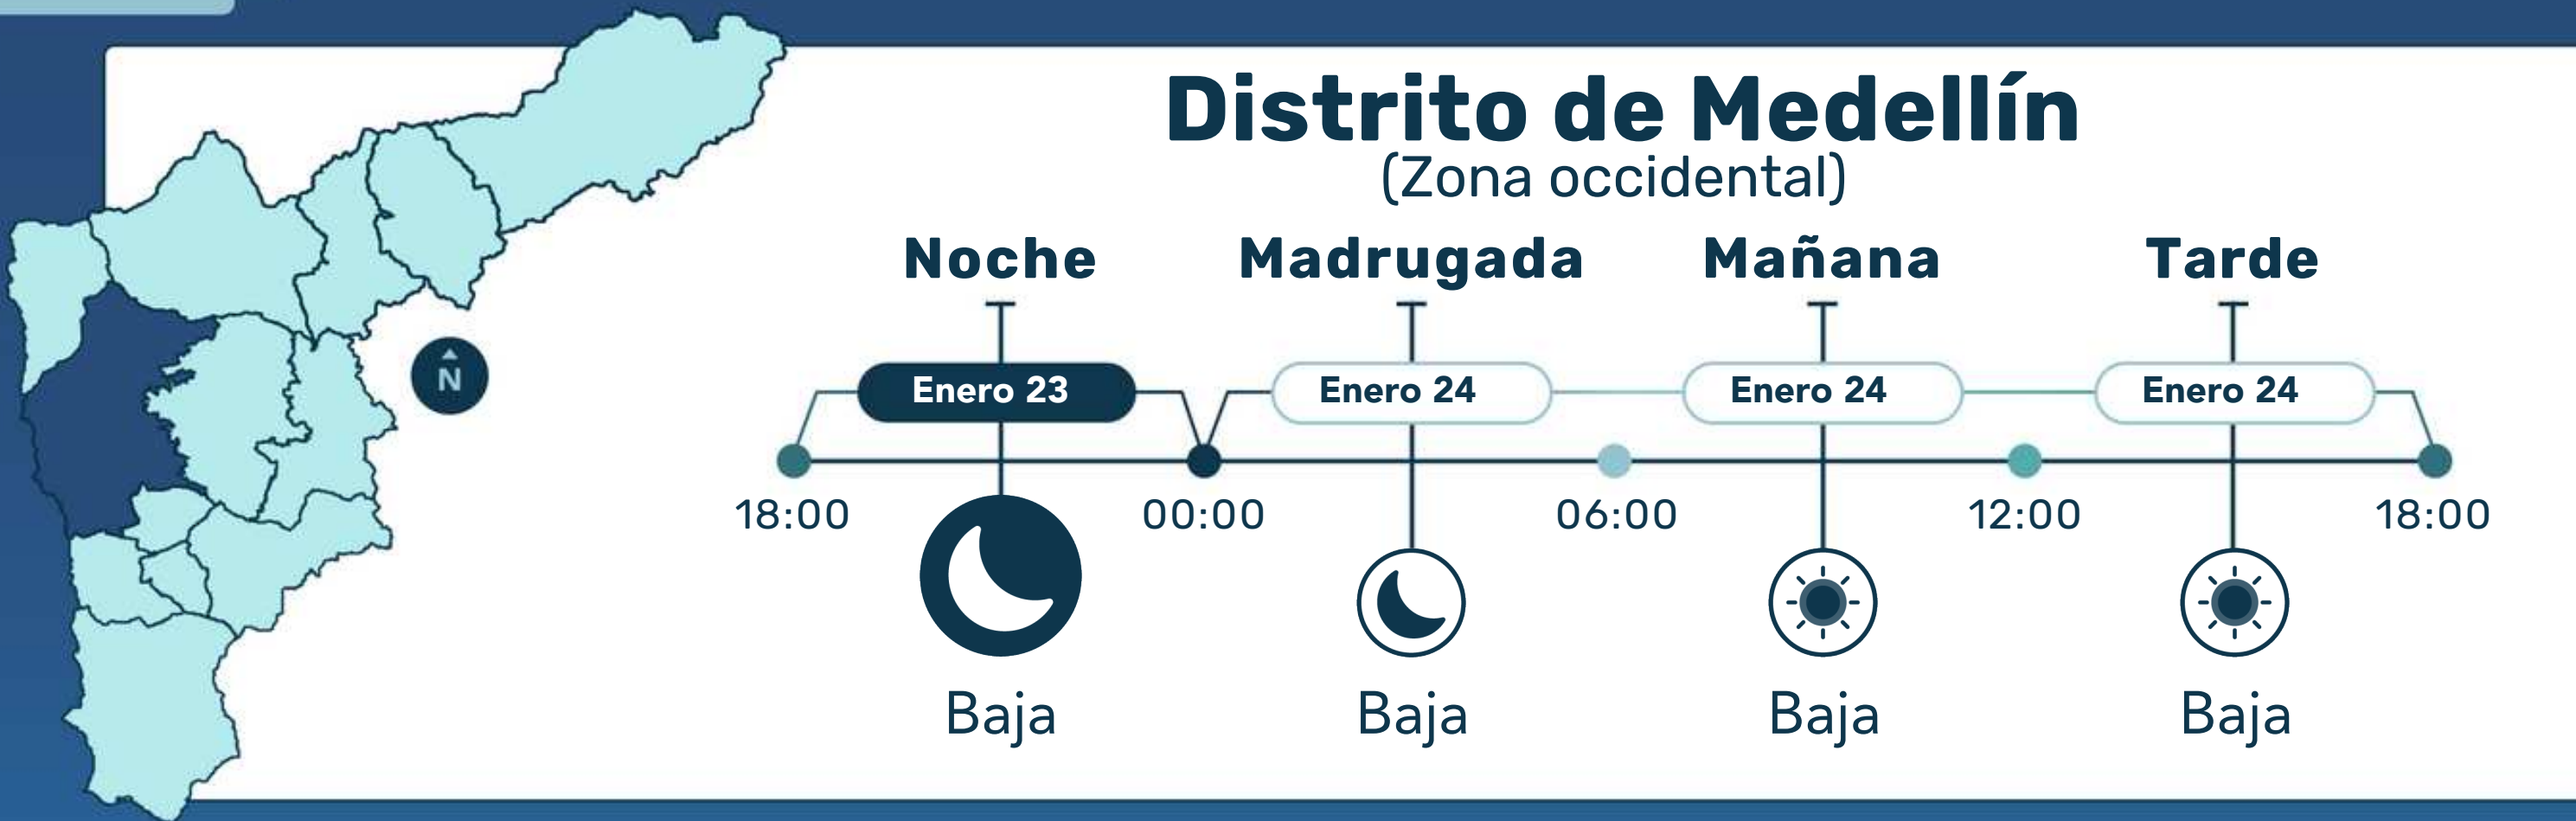 Distrito de Medellín
(Zona occidental)
Noche Madrugada Mañana Tarde
N
Enero 23 Enero 24 Enero 24 Enero 24
18:00 00:00 06:00 12:00 18:00
Baja Baja Baja Baja